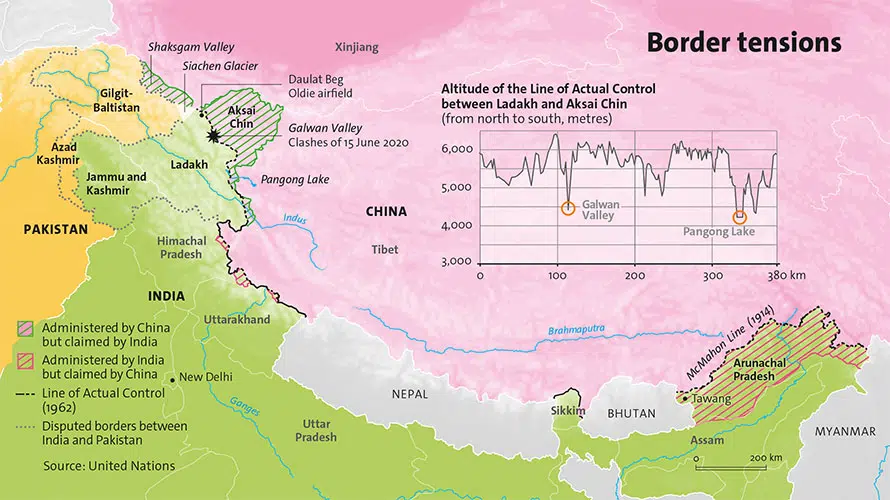 Border tensions
Shaksgam Valley
Siachen Glacier
Xinjiang
Daulat Beg
Oldie airfield
Gilgit-
Baltistan
Aksai
Chin
Galwan Valley
Clashes of 15 June 2020
Azad
Kashmir
Ladakh
Jammu and
Kashmir
Pangong Lake
CHINA
Indus
PAKISTAN
Himachal
Pradesh
Tibet
INDIA
Uttarakhand
Altitude of the Line of Actual Control
between Ladakh and Aksai Chin
(from north to south, metres)
6,000
5,000
4,000
3,000
Galwan
Valley
Pangong Lake
0
100
200
300
380 km
Administered by China
but claimed by India
Administered by India
but claimed by China
Line of Actual Control
(1962)
Disputed borders between
India and Pakistan
Source: United Nations
New Delhi
Ganges
Uttar
Pradesh
NEPAL
Brahmaputra
Sikkim
BHUTAN
McMahon Line (1914)
Arunachal
Pradesh
Tawang
Assam
MYANMAR
0
200 km